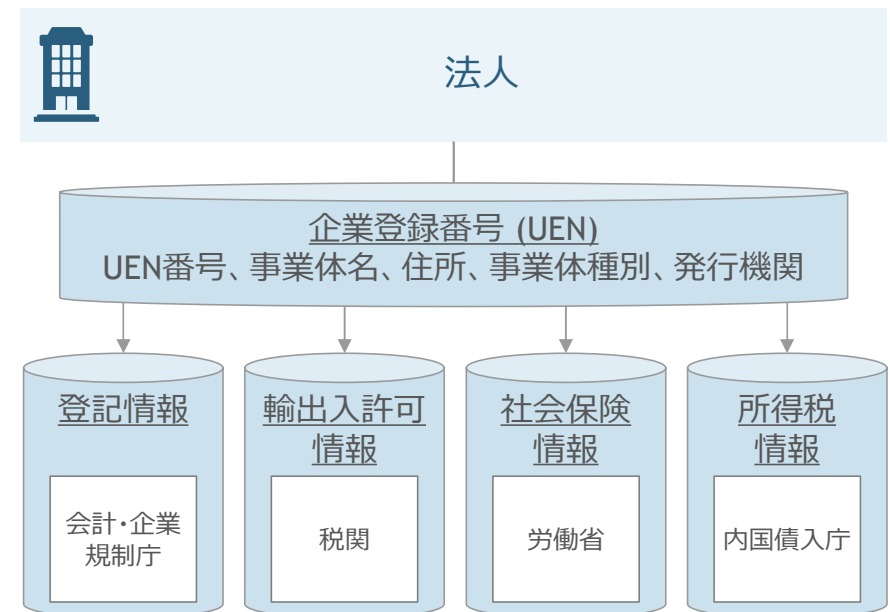 法人
企業登録番号 (UEN)
UEN番号、事業体名、住所、事業体種別、発行機関
登記情報
輸出入許可
情報
社会保険
情報
所得税
情報
会計・企業
規制庁
税関
労働省
内国債入庁